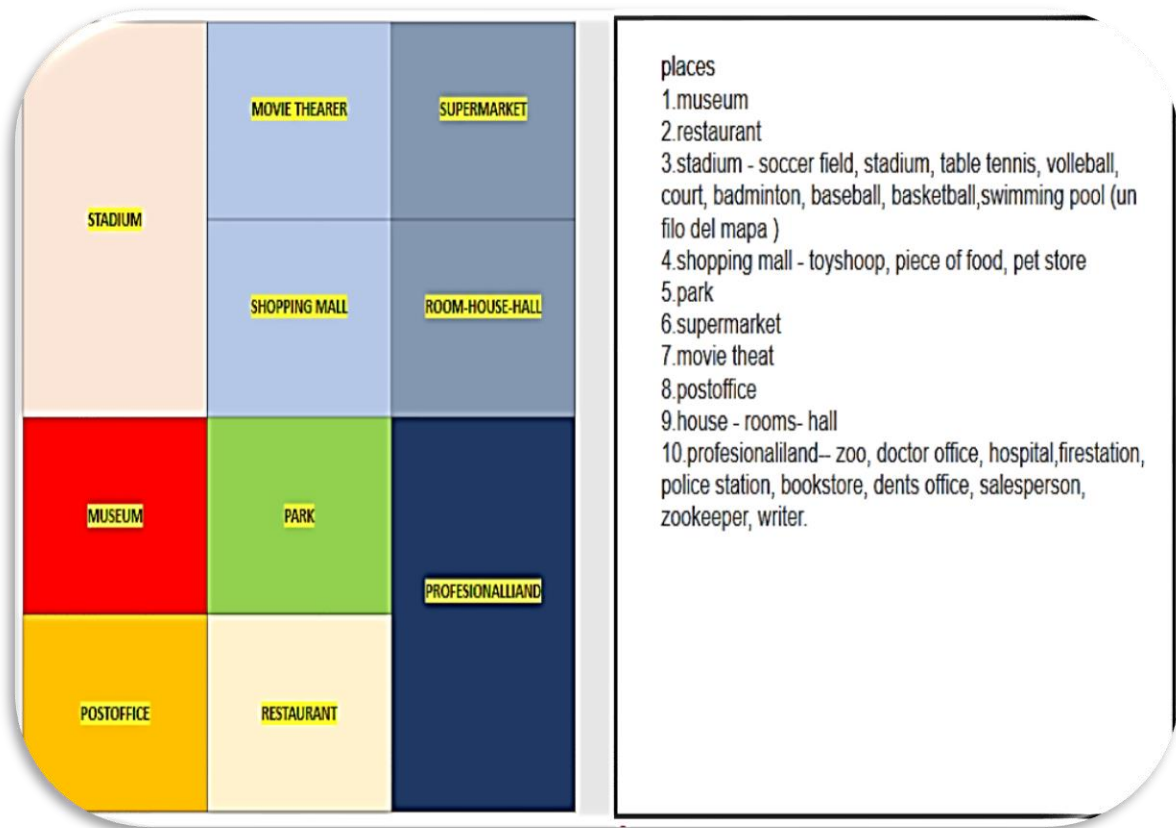 MOVIE THEARER
SUPERMARKET
STADIUM
SHOPPING MALL
ROOM-HOUSE-HALL
MUSEUM
PARK
PROFESIONALLIAND
POSTOFFICE
RESTAURANT
places
1.museum
2.restaurant
3.stadium - soccer field, stadium, table tennis, volleball,
court, badminton, baseball, basketball,swimming pool (un
filo del mapa )
4.shopping mall - toyshoop, piece of food, pet store
5.park
6.supermarket
7.movie theat
8.postoffice
9.house - rooms- hall
10.profesionaliland-- zoo, doctor office, hospital,firestation,
police station, bookstore, dents office, salesperson,
zookeeper, writer.